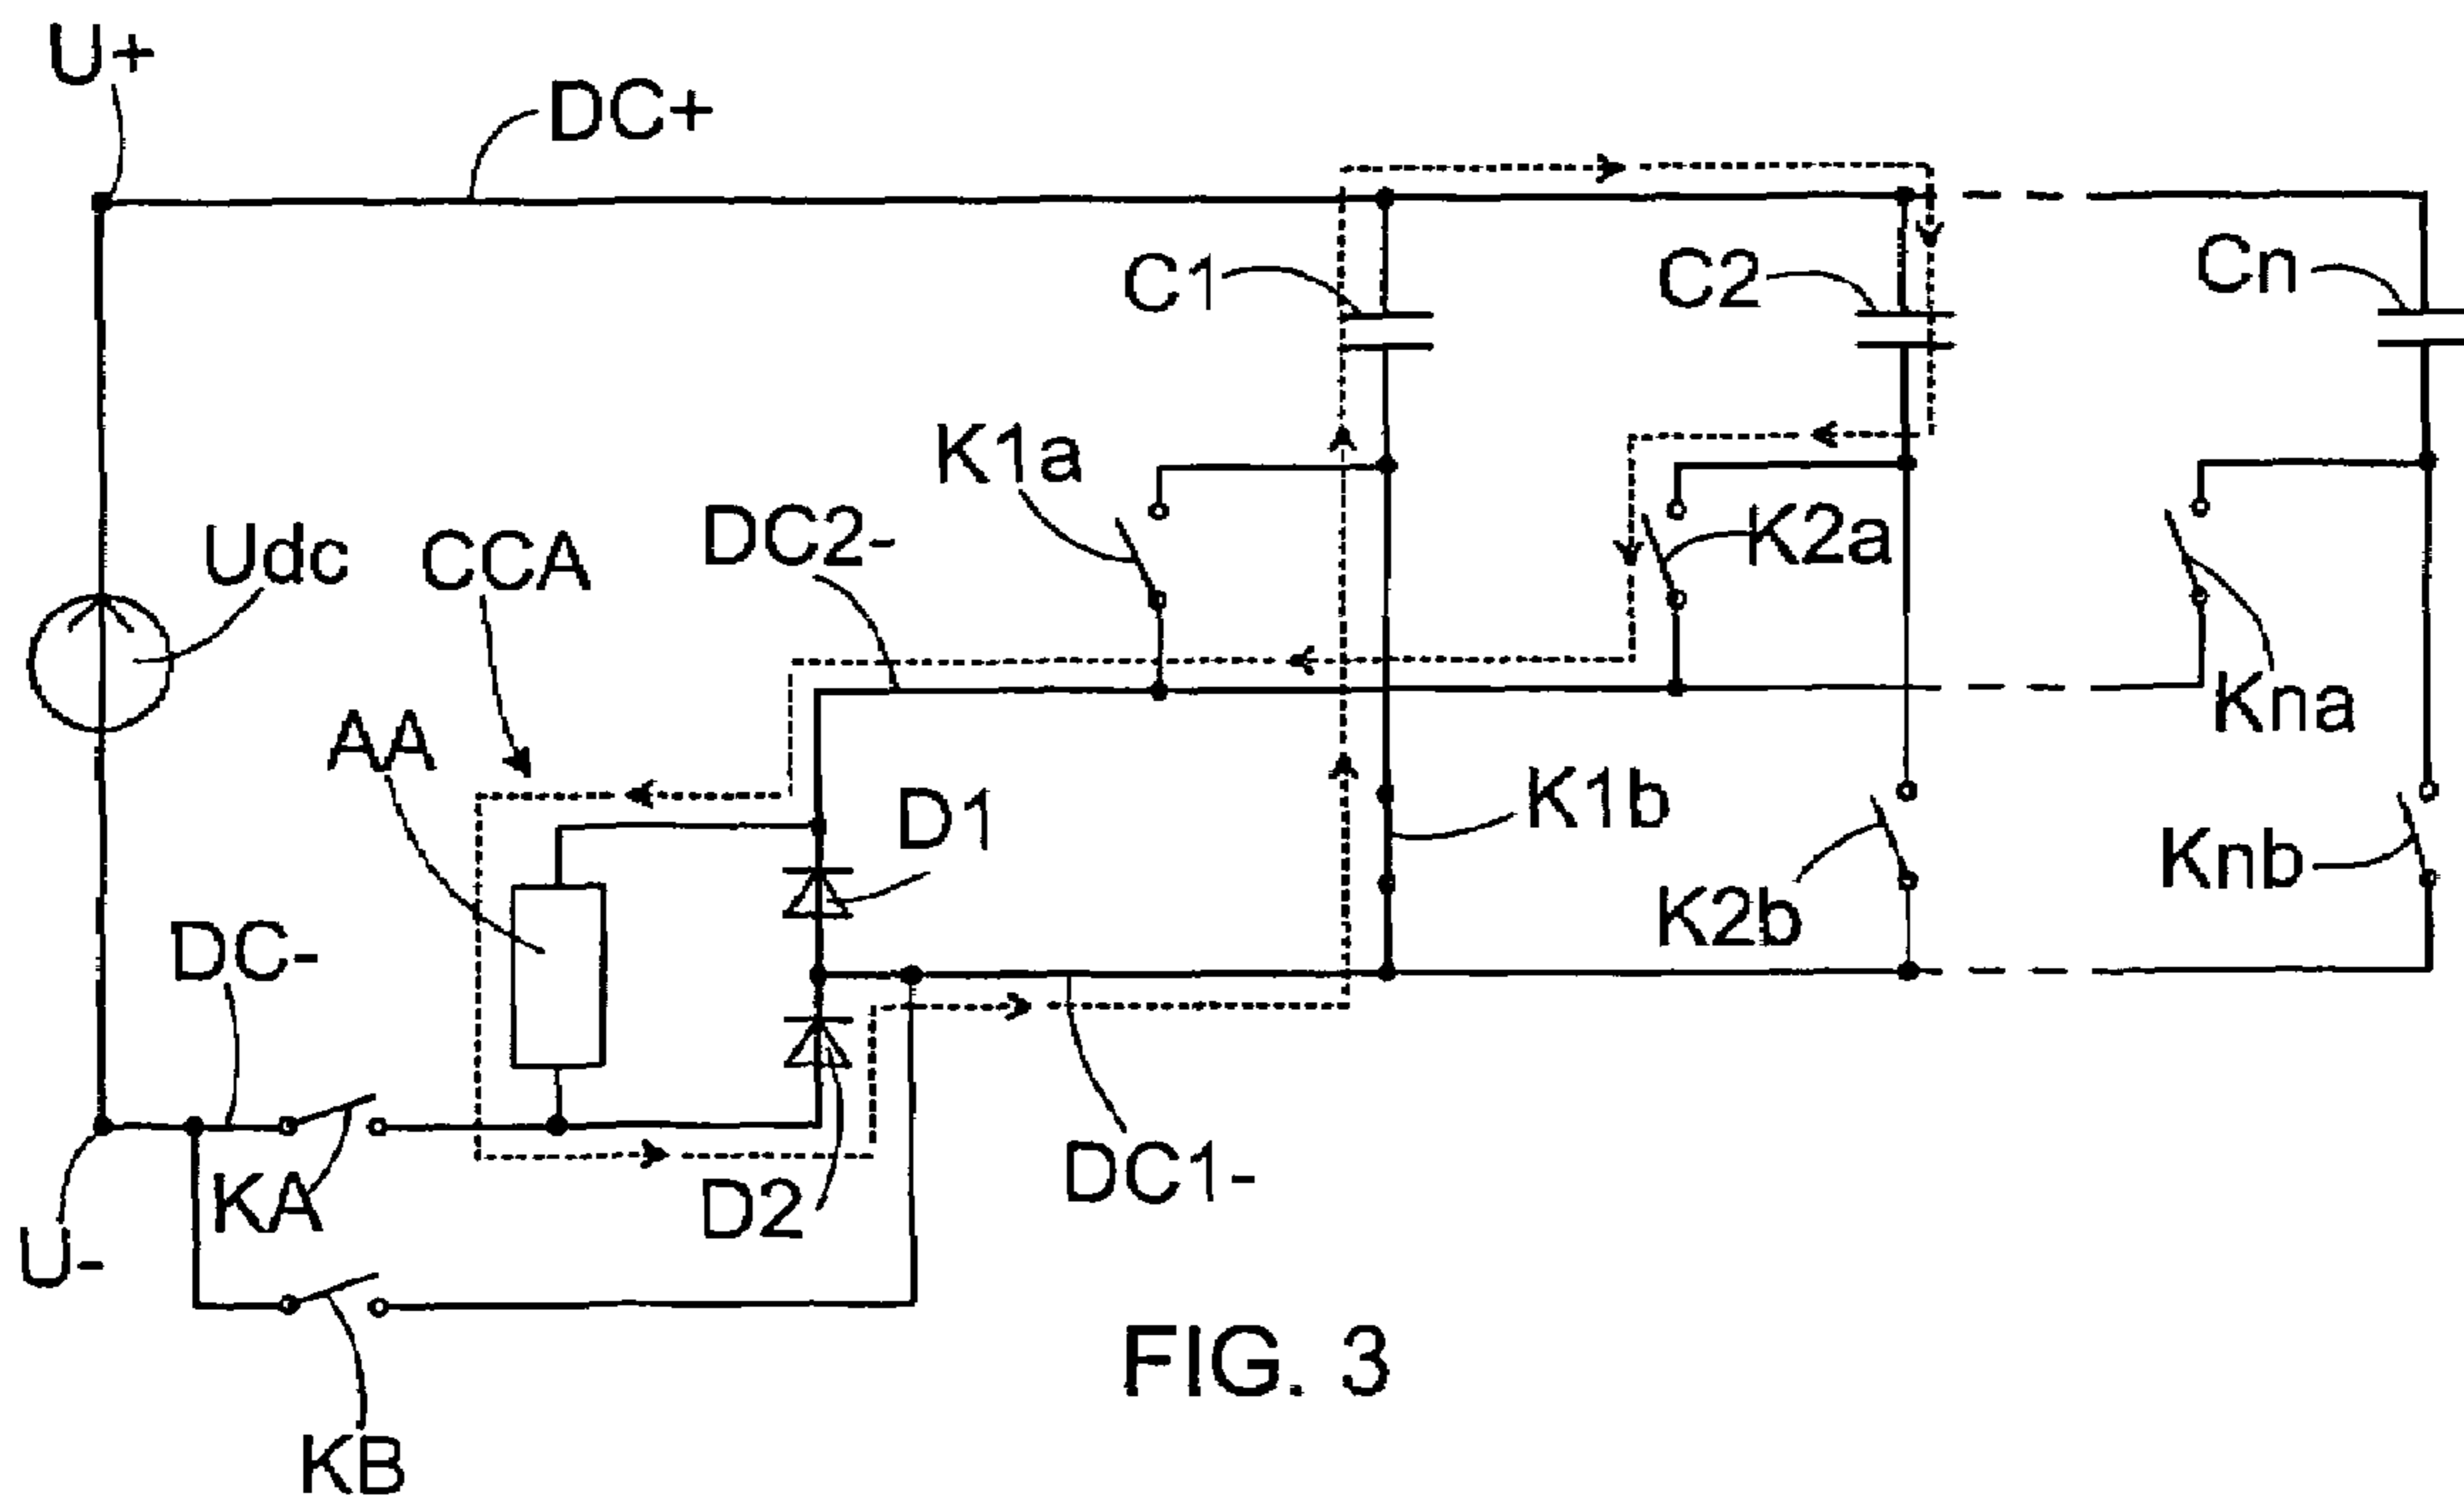 U+
DC+
C1
C2
Cn
K1a
DC2-
K2a
Udc
CCA
Kna
AA
D1
K1b
Knb
K2b
DC-
DC1-
KA
D2
U-
FIG. 3
KB